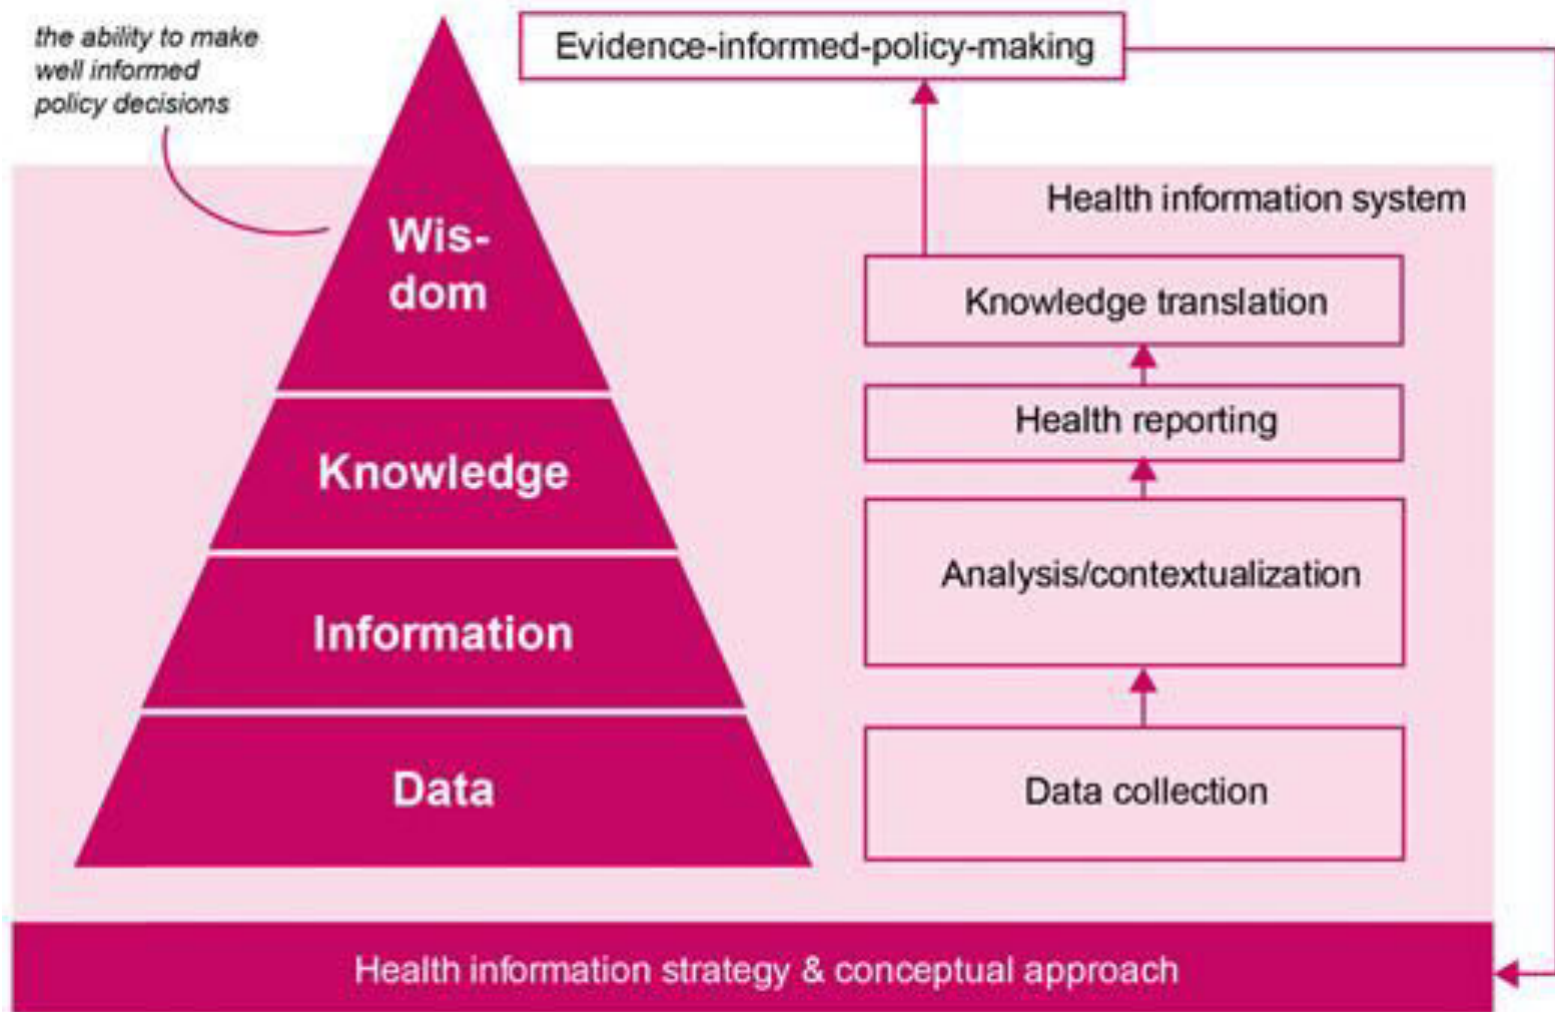 the ability to make
well informed
policy decisions
Evidence-informed-policy-making
Health information system
Wis-
dom
Knowledge translation
Health reporting
Knowledge
Analysis/contextualization
Information
Data
Data collection
Health information strategy & conceptual approach